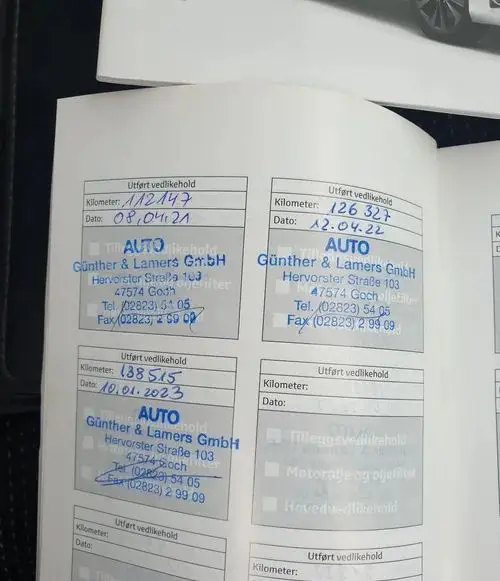 Utført vedlikehold
Kilometer: 112147
Dato: 08,04.21
Tilleggsvedlikehold
AUTO
Günther & Lamers GmbH
Hervorster Straße 103
47574 Goch
Tel. (02823) 54 05
Fax (02823) 2 99 09
Utført vedlikehold
Kilometer: 126 327
Dato: 12.04.22
AUTO
Günther & Lamers GmbH
Hervorster Straße 103
47574 Goch
Tel. (02823) 54 05
Fax (02823) 2 99 09
Utført vedlikehold
Kilometer: 138515
Dato: 10.01.2023
AUTO
Günther & Lamers GmbH
Hervorster Straße 103
47574 Goch
Tel. (02823) 54 05
Fax (02823) 2 99 09
Utført vedlikehold
Kilometer:
Dato:
Tilleggsvedlikehold
Motorolje og oljefilter
Hovedvedlikehold
Utført vedlikehold
Kilometer:
Dato:
Utført vedlikehold
Kilometer: